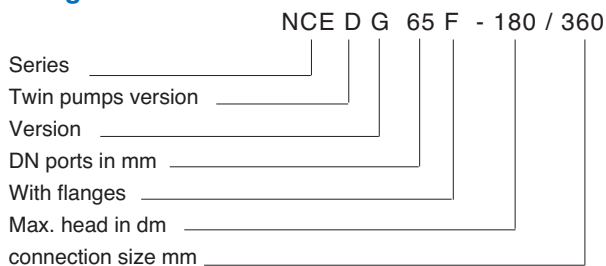 NCE D G 65 F - 180 / 360
Series
Twin pumps version
Version
DN ports in mm
With flanges
Max. head in dm
connection size mm